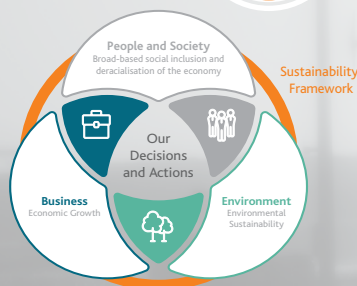 People and Society
Broad-based social inclusion and
deracialisation of the economy
Sustainability
Framework
Our
Decisions
and Actions
Business
Economic Growth
Environment
Environmental
Sustainability